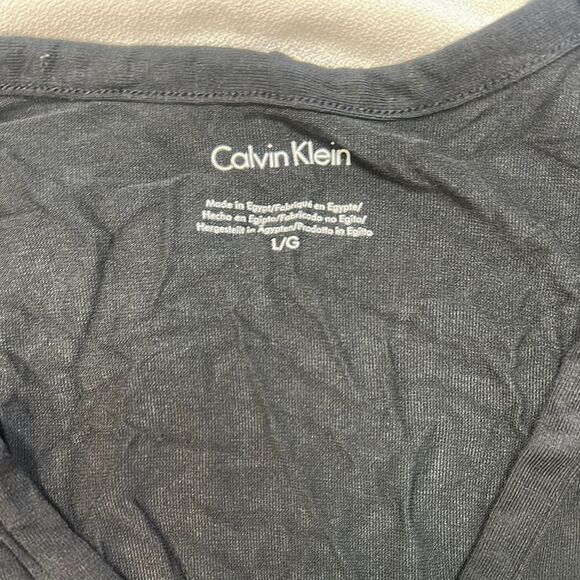 Calvin Klein
Made in Egypt/Fabriqué en Egypte/
Hecho en Egipto/Fabricado no Egito/
Hergestellt in Ägypten/Prodotto in Egitto
L/G